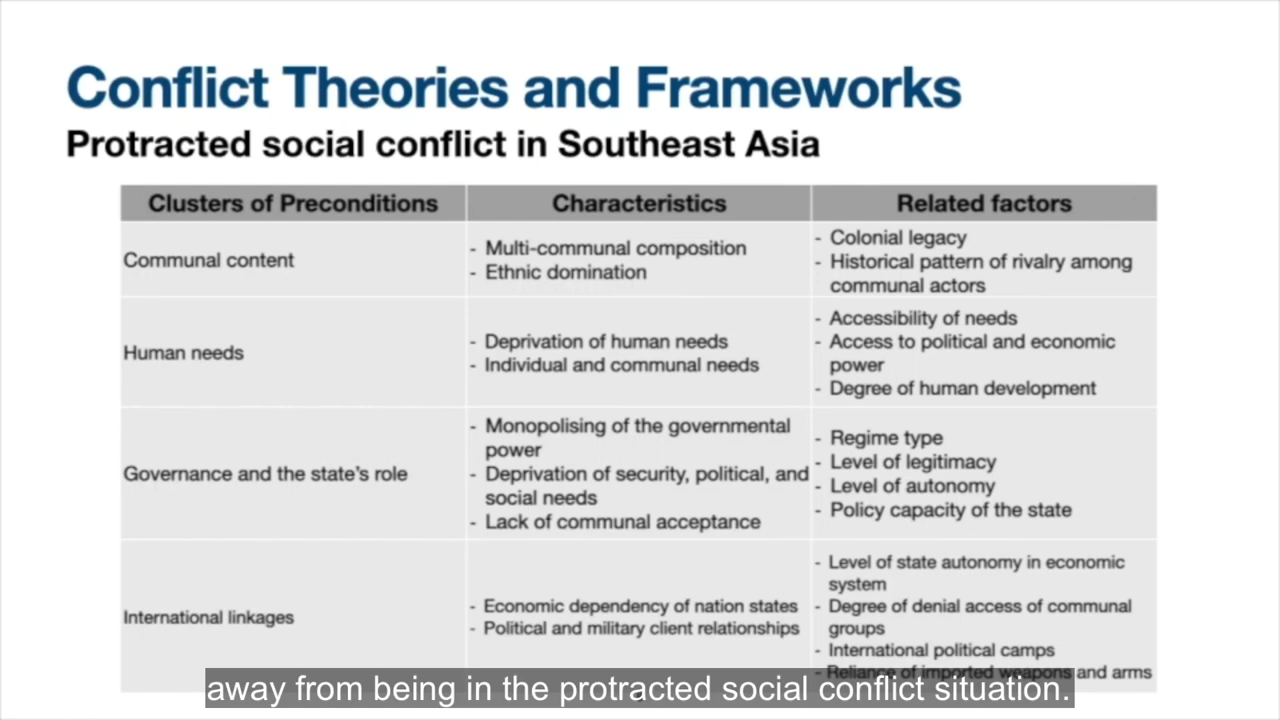 Conflict Theories and Frameworks
Protracted social conflict in Southeast Asia
Clusters of Preconditions
Characteristics
Related factors
Communal content
- Multi-communal composition
- Ethnic domination
- Colonial legacy
- Historical pattern of rivalry among
communal actors
Human needs
- Deprivation of human needs
- Individual and communal needs
- Accessibility of needs
- Access to political and economic
power
- Degree of human development
Governance and the state's role
- Monopolising of the governmental
power
- Deprivation of security, political, and
social needs
- Lack of communal acceptance
- Regime type
- Level of legitimacy
- Level of autonomy
- Policy capacity of the state
International linkages
- Economic dependency of nation states
- Political and military client relationships
- Level of state autonomy in economic
system
- Degree of denial access of communal
groups
- International political camps
- Reliance of imported weapons and arms
away from being in the protracted social conflict situation.